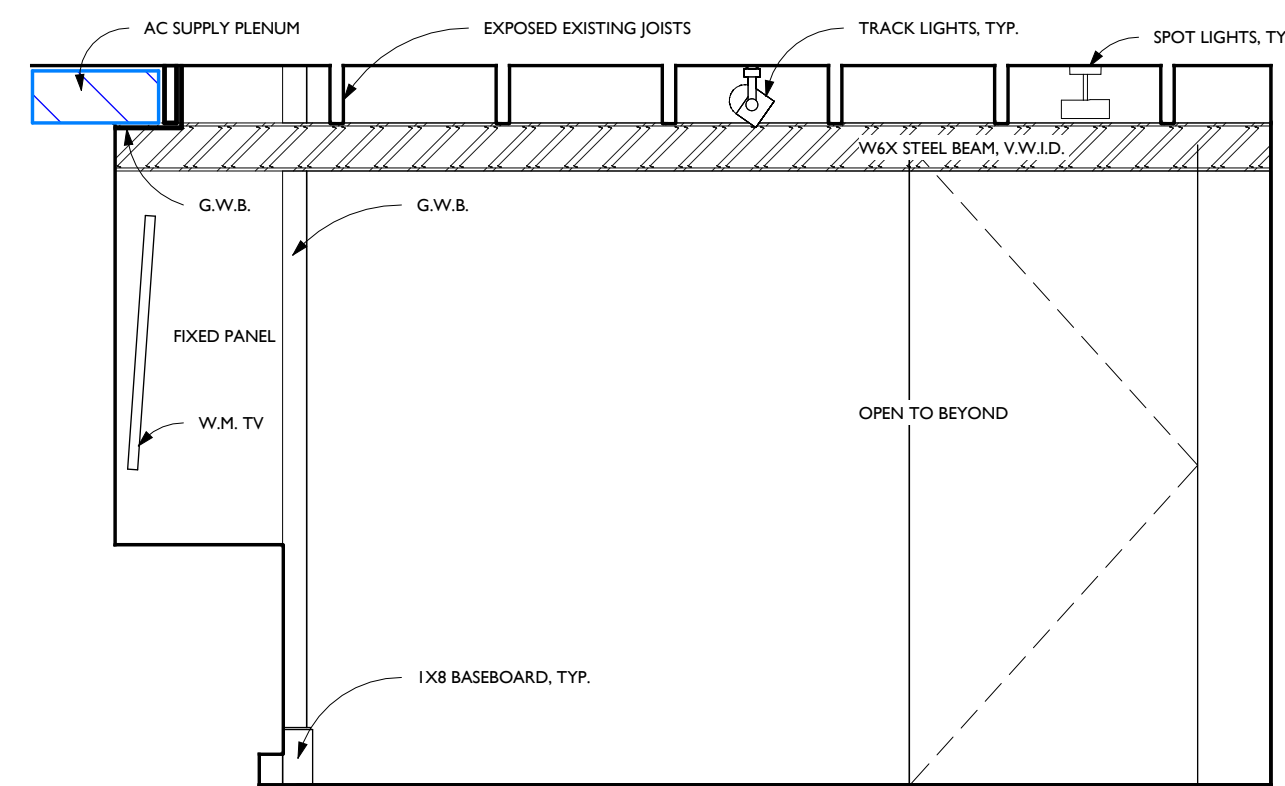 AC SUPPLY PLENUM
EXPOSED EXISTING JOISTS
TRACK LIGHTS, TYP.
SPOT LIGHTS, TY
W6X STEEL BEAM, V.W.I.D.
G.W.B.
G.W.B.
FIXED PANEL
OPEN TO BEYOND
W.M. TV
1X8 BASEBOARD, TYP.